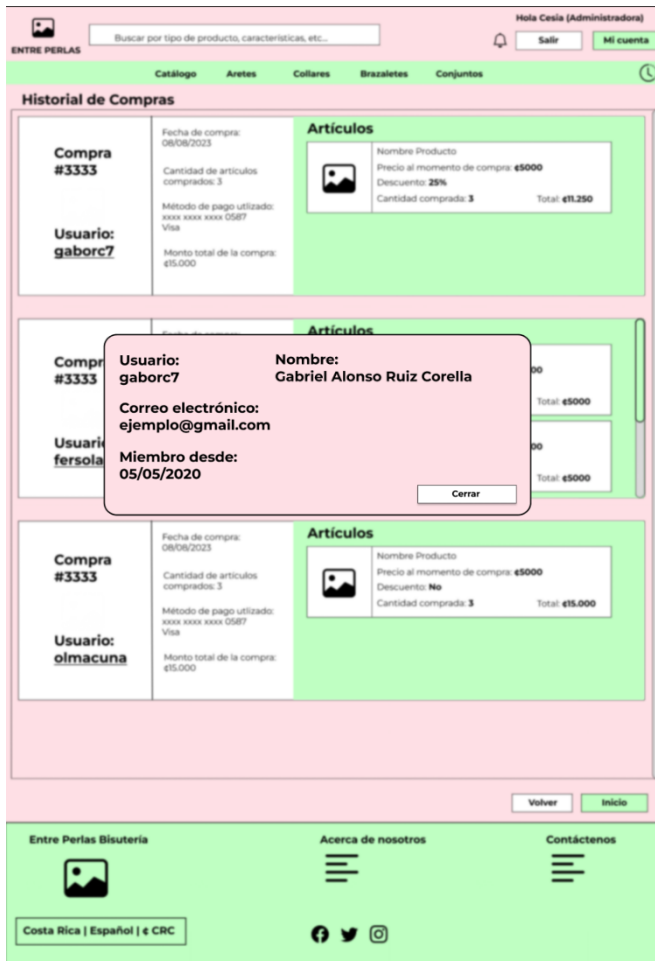 Hola Cesia (Administradora)
ENTRE PERLAS
Buscar por tipo de producto, características, etc...
Salir
Mi cuenta
Catálogo
Aretes
Collares
Brazaletes
Conjuntos
Historial de Compras
Compra
#3333
Usuario:
gaborc7
Fecha de compra:
08/08/2023
Cantidad de artículos
comprados: 3
Método de pago utlizado:
xxxx xxxx xxxx 0587
Visa
Monto total de la compra:
¢15.000
Artículos
Nombre Producto
Precio al momento de compra: ¢5000
Descuento: 25%
Cantidad comprada: 3
Total: ¢11.250
Artículos
Compr
#3333
Usuari
fersola
Total: ¢5000
Total: ¢5000
Usuario:
gaborc7
Nombre:
Gabriel Alonso Ruiz Corella
Correo electrónico:
ejemplo@gmail.com
Miembro desde:
05/05/2020
Cerrar
Compra
#3333
Usuario:
olmacuna
Fecha de compra:
08/08/2023
Cantidad de artículos
comprados: 3
Método de pago utlizado:
xxxx xxxx xxxx 0587
Visa
Monto total de la compra:
¢15.000
Artículos
Nombre Producto
Precio al momento de compra: ¢5000
Descuento: No
Cantidad comprada: 3
Total: ¢15.000
Volver
Inicio
Entre Perlas Bisutería
Acerca de nosotros
Contáctenos
Costa Rica | Español | ¢ CRC